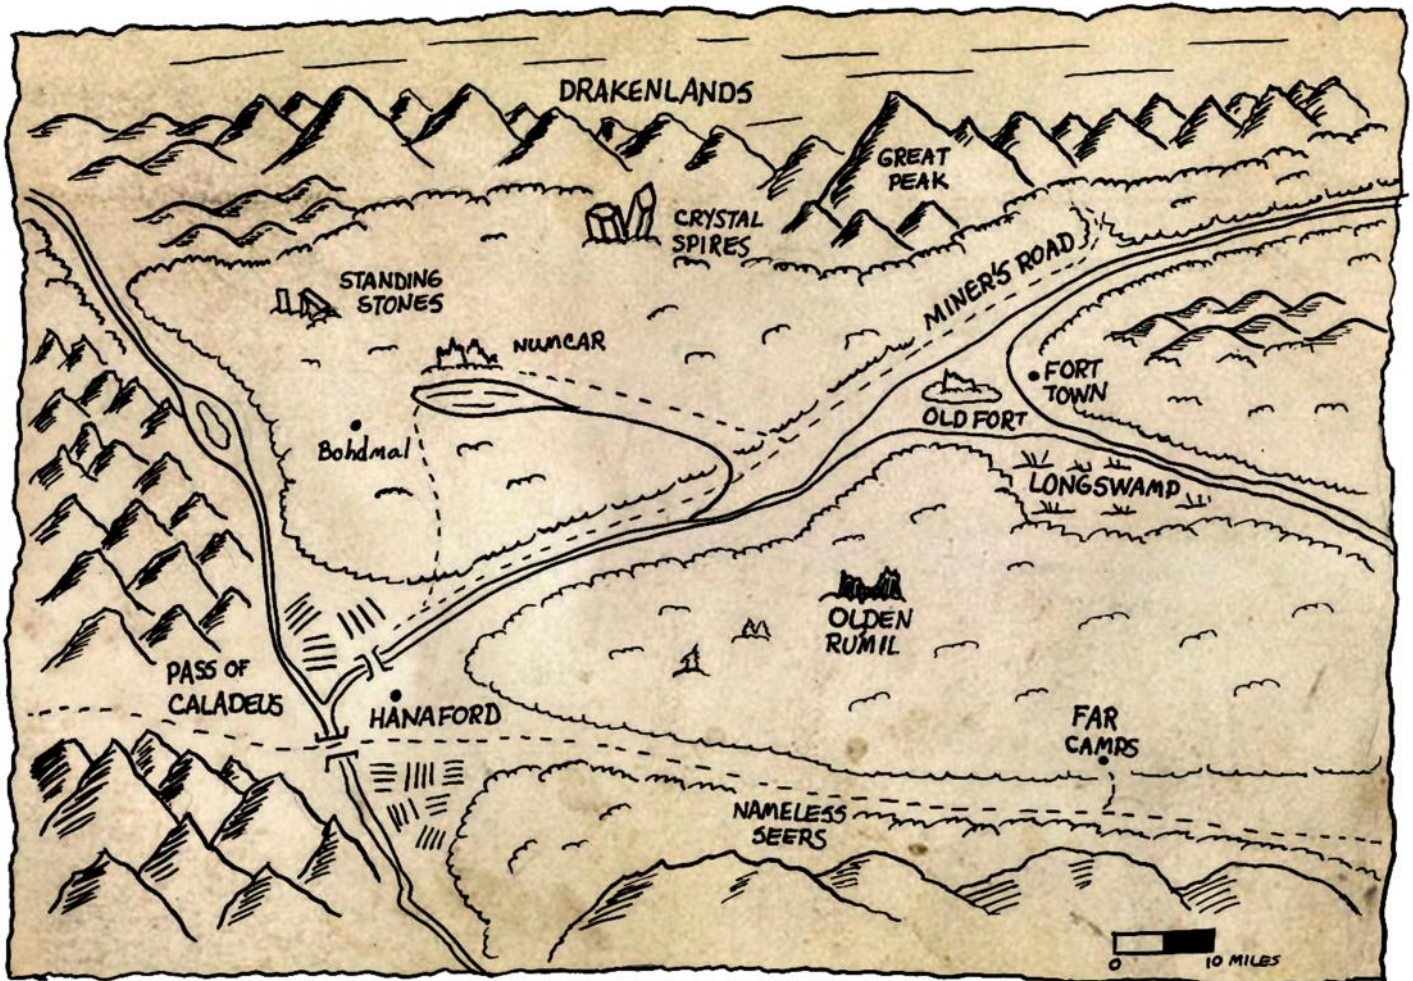 DRAKENLANDS
GREAT
PEAK
CRYSTAL
SPIRES
STANDING
STONES
MINER'S ROAD
NUMCAR
FORT
TOWN
OLD FORT
Bohdmal
LONGSWAMP
OLDEN
RUMIL
PASS OF
CALADEUS
HANAFORD
FAR
CAMPS
NAMELESS
SEERS
0 10 MILES